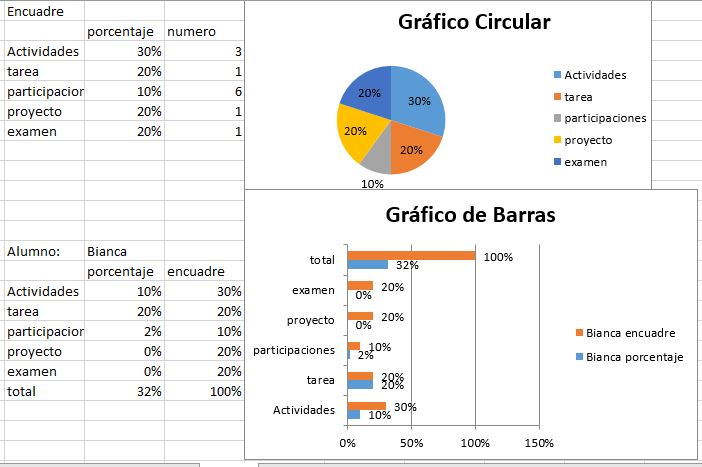 Encuadre
porcentaje numero
Actividades 30% 3
tarea 20% 1
participacior 10% 6
proyecto 20% 1
examen 20% 1
Gráfico Circular
20% 30%
20% 20%
10%
Actividades
tarea
participaciones
proyecto
examen
Alumno: Bianca
porcentaje encuadre
Actividades 10% 30%
tarea 20% 20%
participacior 2% 10%
proyecto 0% 20%
examen 0% 20%
total 32% 100%
Gráfico de Barras
total 100%
32%
examen 20%
0%
proyecto 20%
0%
participaciones 10%
2%
tarea 20%
20%
Actividades 30%
10%
0% 50% 100% 150%
Bianca encuadre
Bianca porcentaje